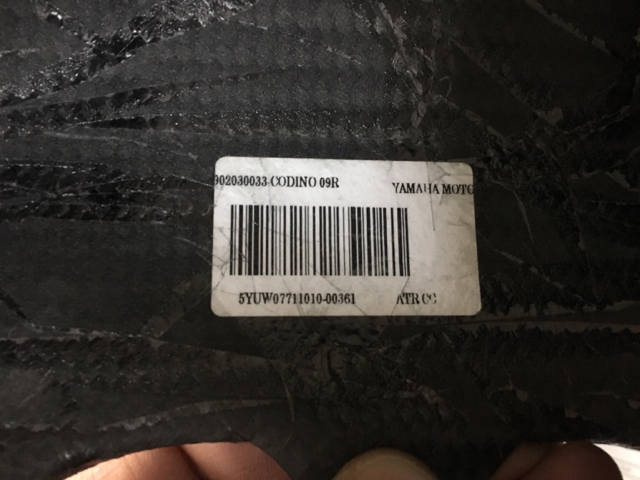 902030033 CODINO 09R YAMAHA MOTO
5YUW07711010-00361 ATR CC